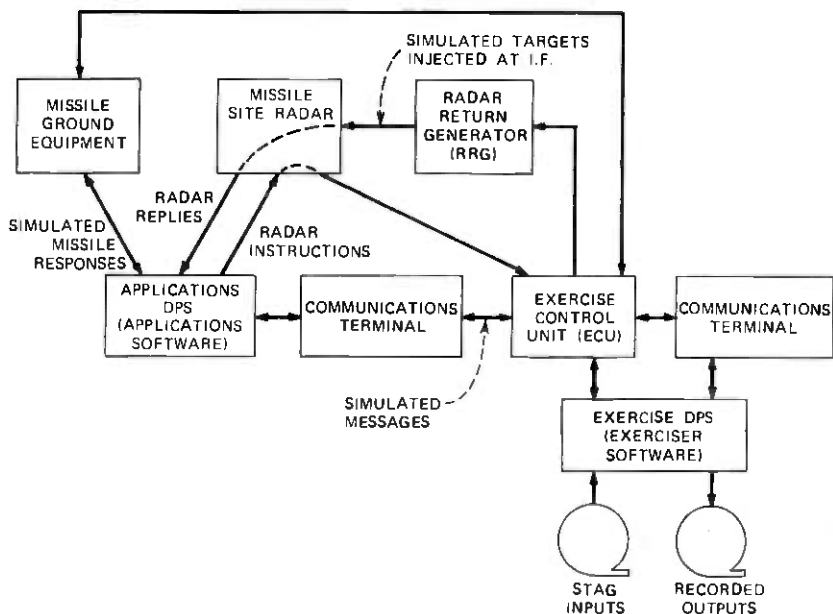 SIMULATED TARGETS
INJECTED AT I.F.
MISSILE
GROUND
EQUIPMENT
MISSILE
SITE RADAR
RADAR
RETURN
GENERATOR
(RRG)
RADAR
REPLIES
RADAR
INSTRUCTIONS
SIMULATED
MISSILE
RESPONSES
APPLICATIONS
DPS
(APPLICATIONS
SOFTWARE)
COMMUNICATIONS
TERMINAL
EXERCISE
CONTROL
UNIT (ECU)
COMMUNICATIONS
TERMINAL
SIMULATED
MESSAGES
EXERCISE DPS
(EXERCISER
SOFTWARE)
STAG
INPUTS
RECORDED
OUTPUTS